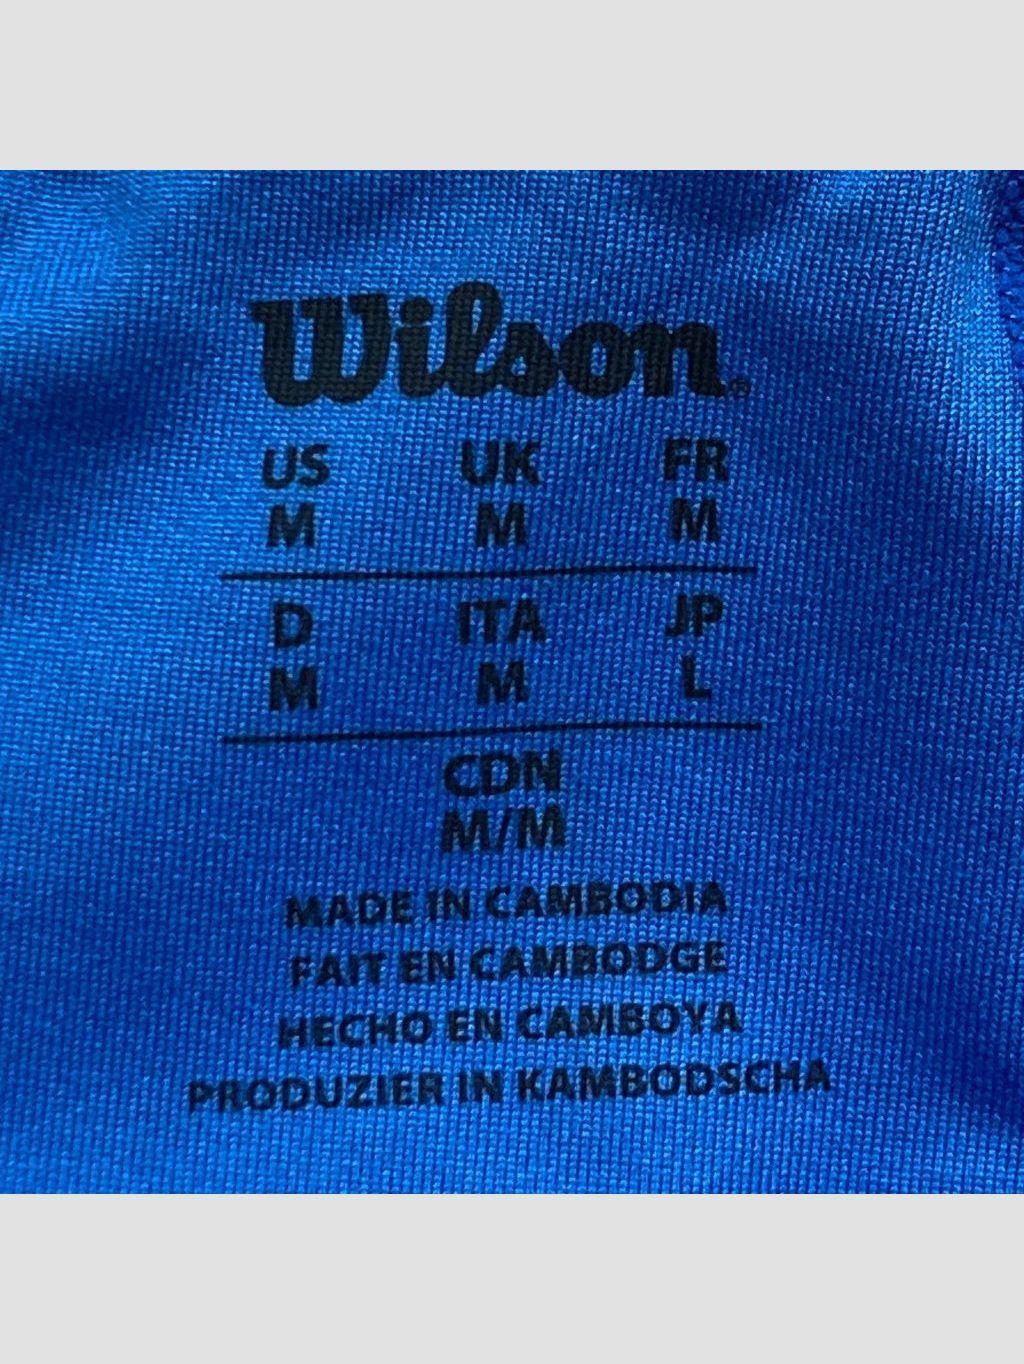 Wilson®
US UK FR
M M M
D ITA JP
M M L
CDN
M/M
MADE IN CAMBODIA
FAIT EN CAMBODGE
HECHO EN CAMBOYA
PRODUZIER IN KAMBODSCHA